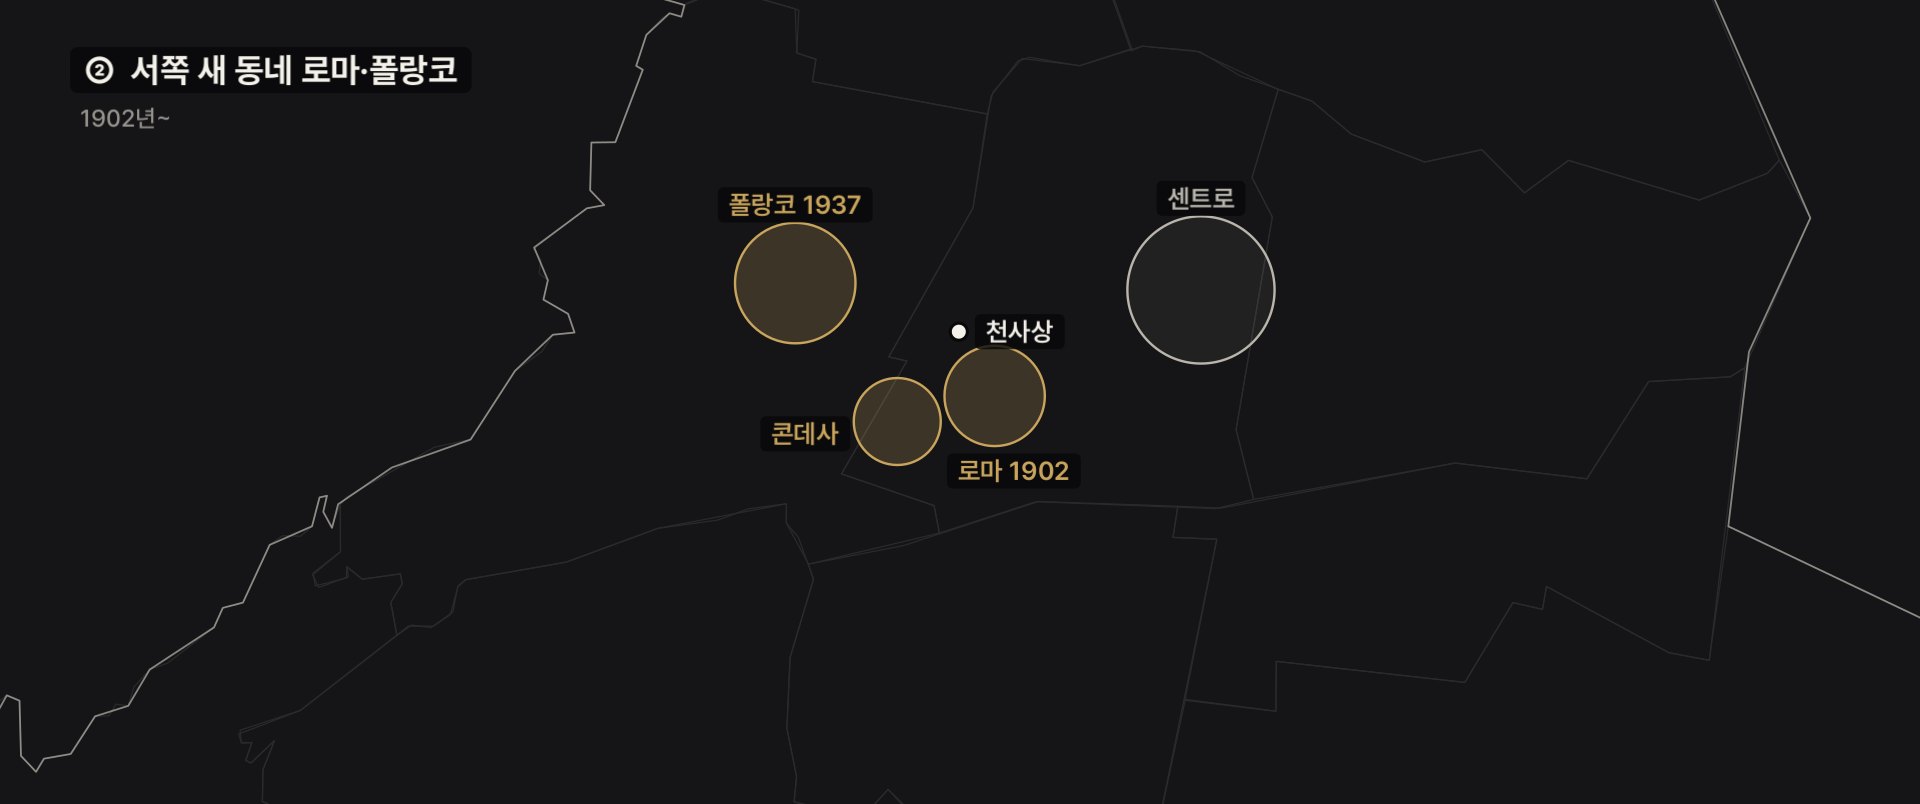 ② 서쪽 새 동네 로마·폴랑코
1902년~
폴랑코 1937
센트로
천사상
콘데사
로마 1902